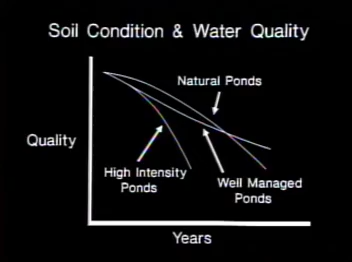 Soil Condition & Water Quality
Natural Ponds
Quality
High Intensity
Ponds
Well Managed
Ponds
Years